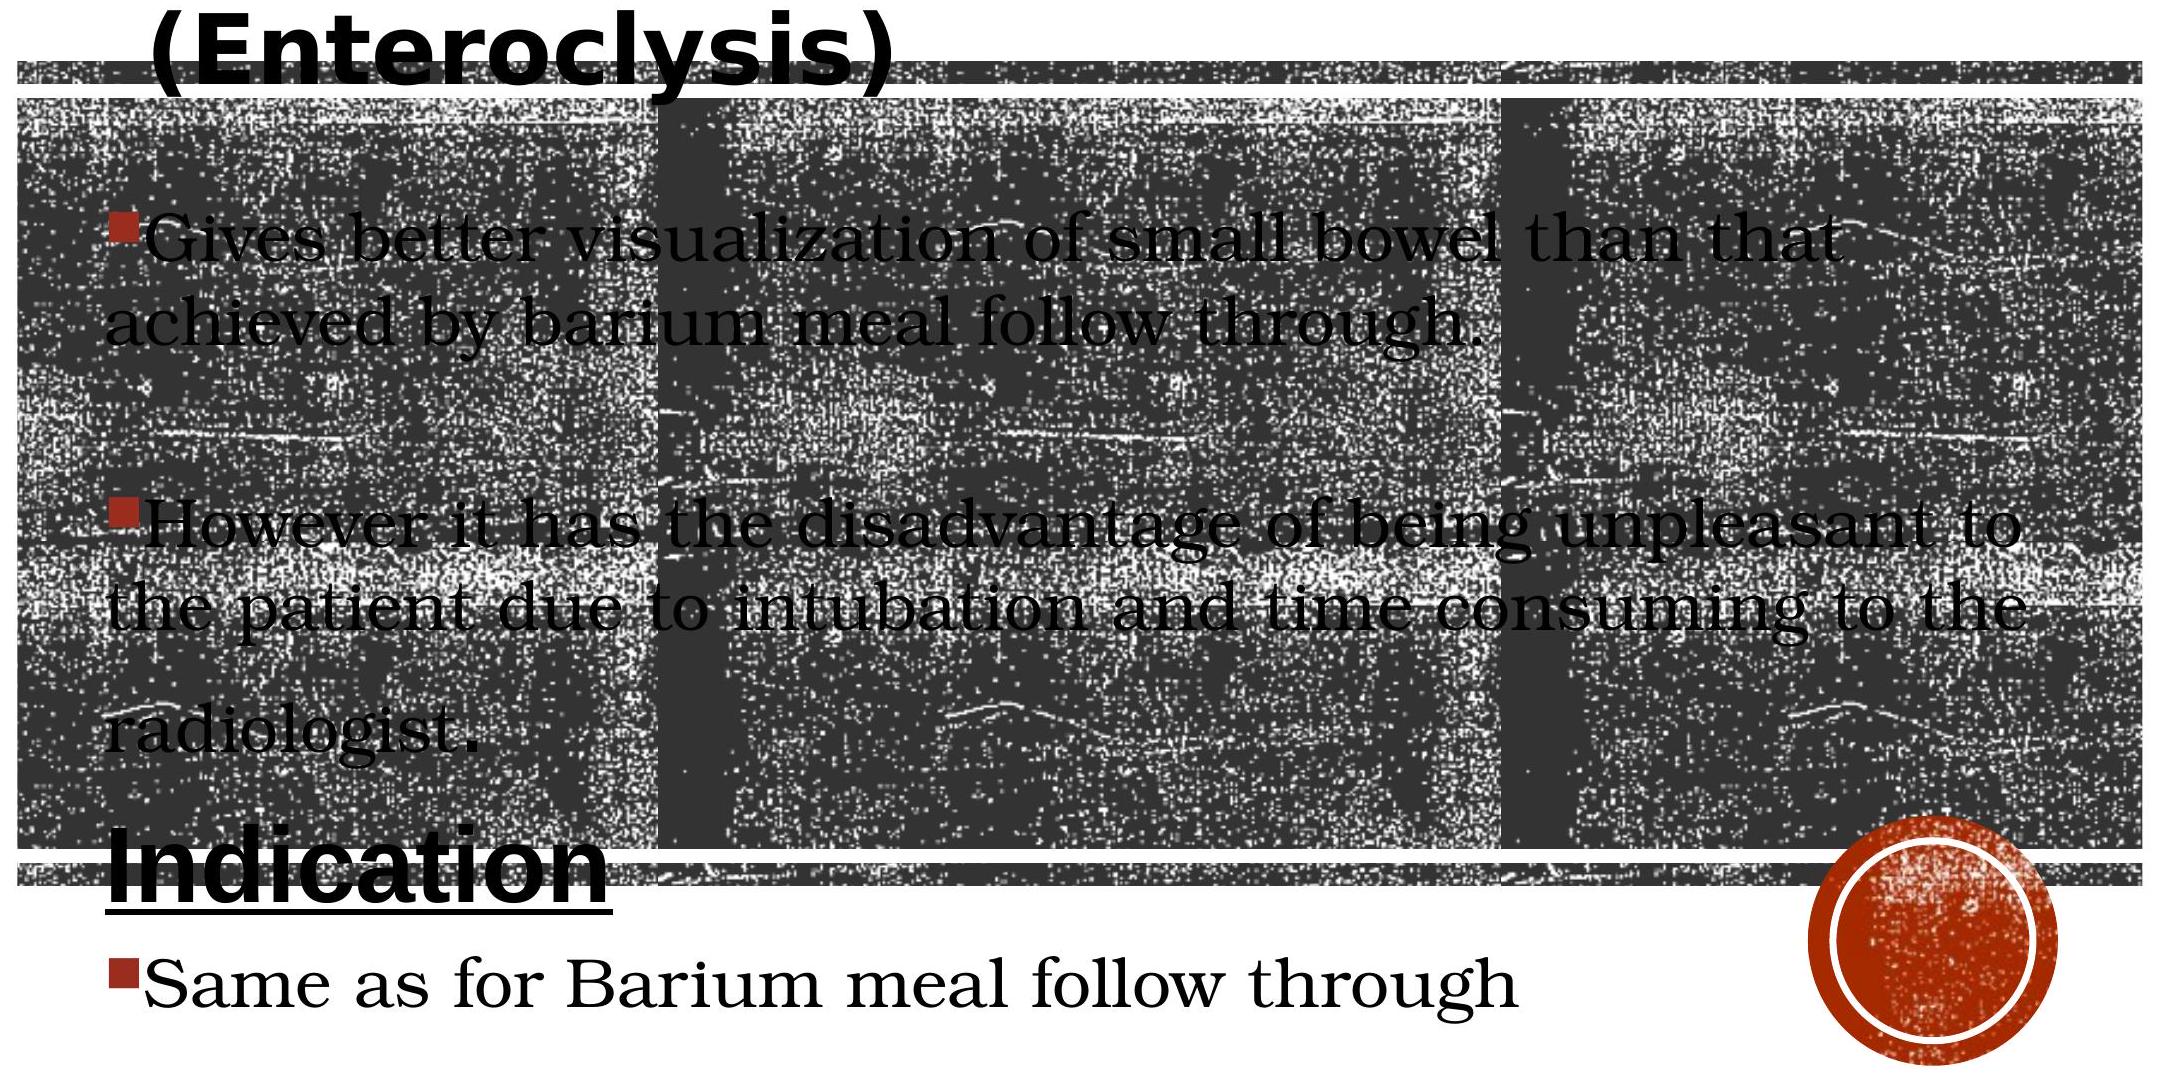 (Enteroclysis)
Gives better visualization of small bowel than that
achieved by barium meal follow through.
However it has the disadvantage of being unpleasant to
the patient due to intubation and time consuming to the
radiologist.
Indication
Same as for Barium meal follow through